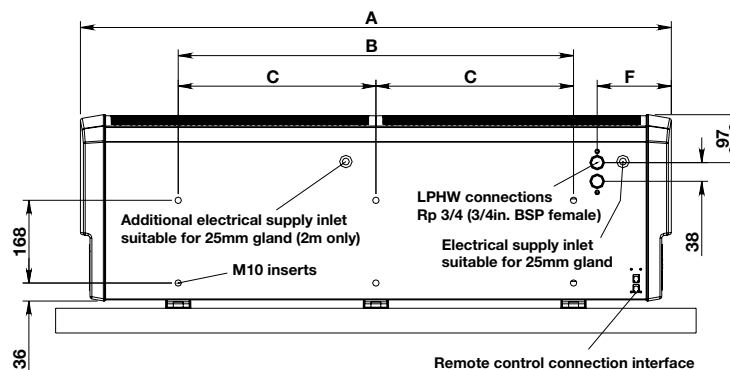 A
B
C
C
F
97
LPHW connections
Rp 3/4 (3/4in. BSP female)
38
Additional electrical supply inlet
suitable for 25mm gland (2m only)
Electrical supply inlet
suitable for 25mm gland
168
M10 inserts
36
Remote control connection interface